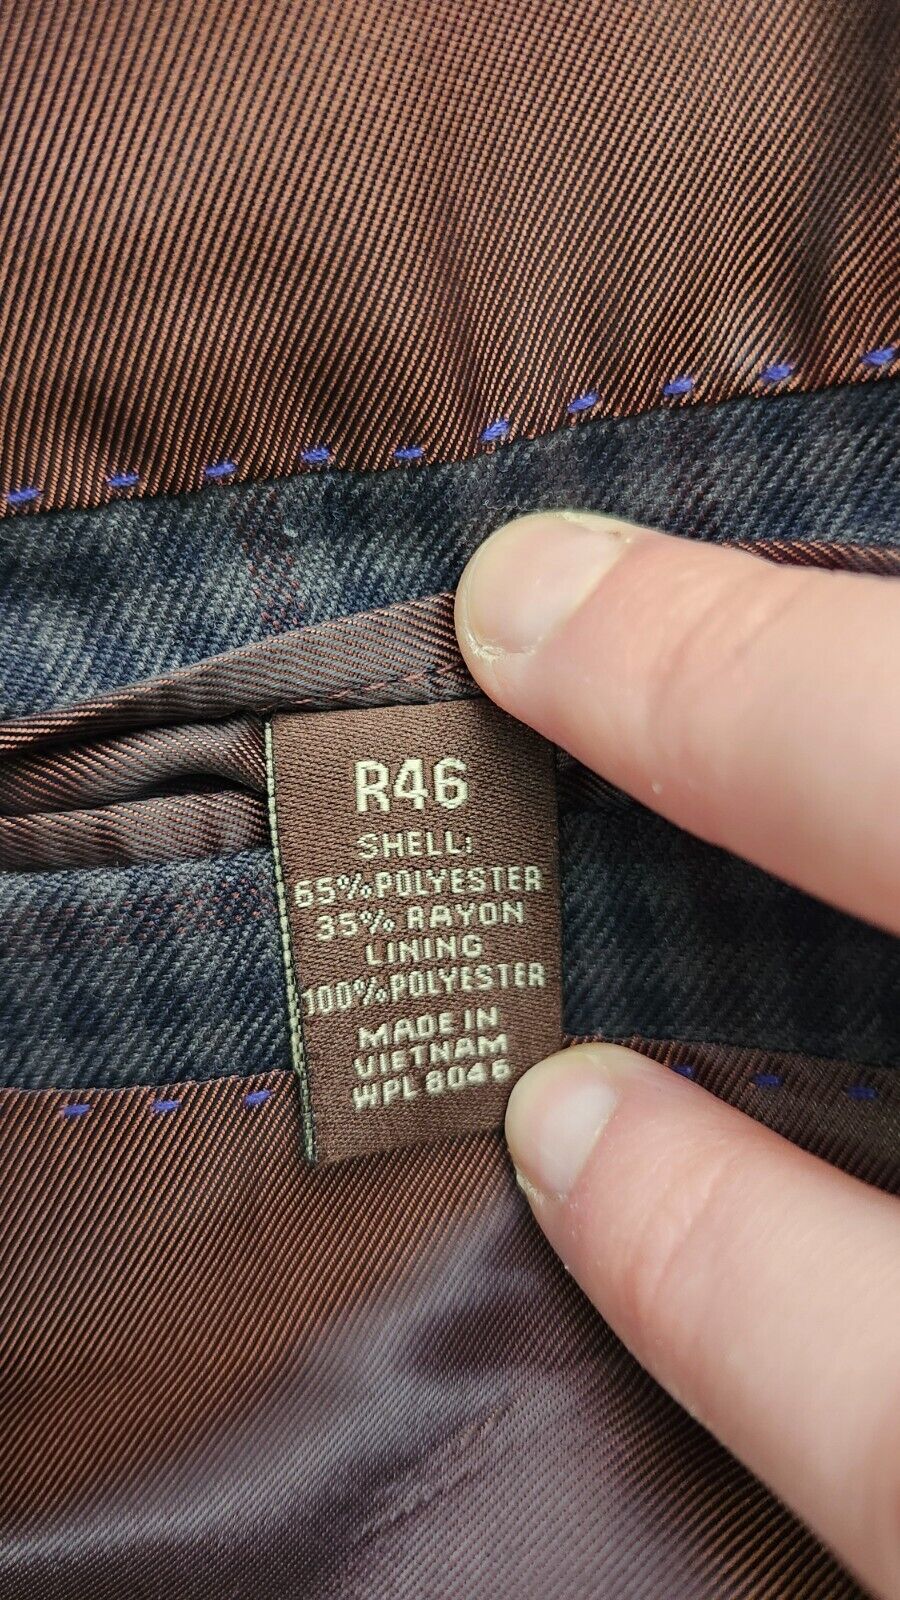 R46
SHELL:
65%POLYESTER
35% RAYON
LINING
100%POLYESTER
MADE IN
VIETNAM
WPL 8046